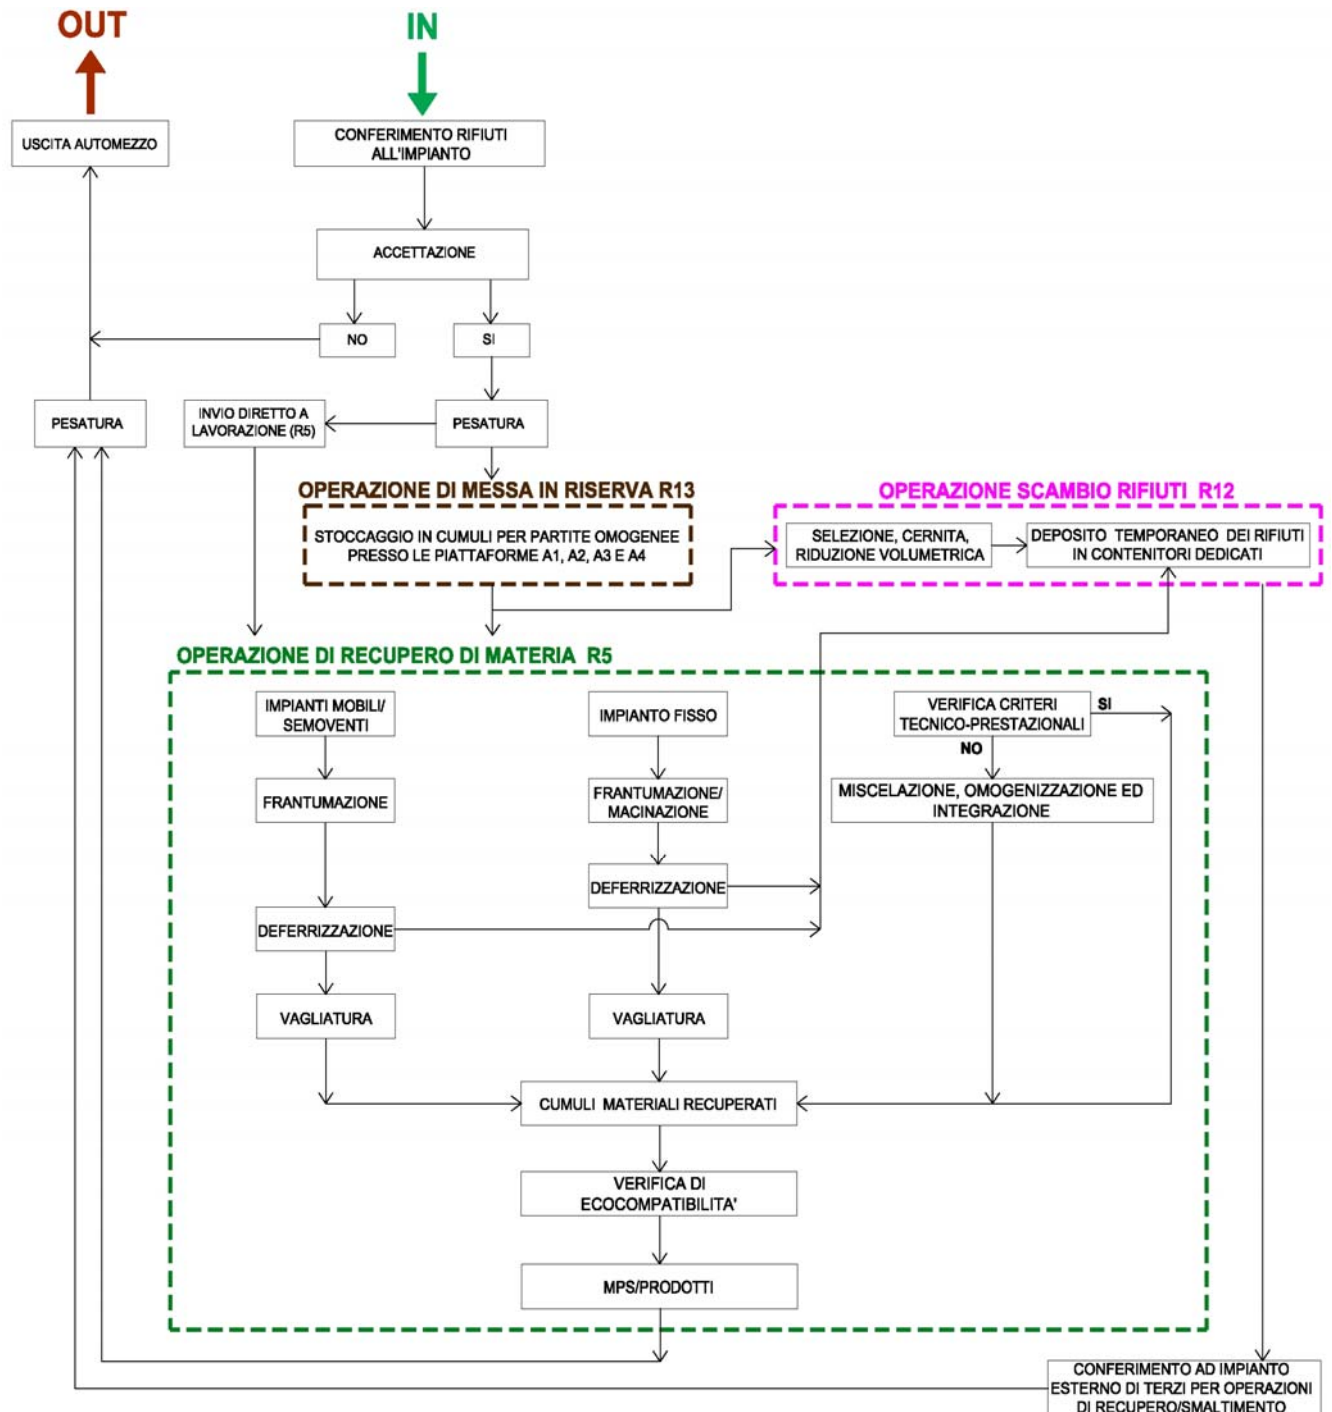 OUT
IN
USCITA AUTOMEZZO
CONFERIMENTO RIFIUTI
ALL'IMPIANTO
ACCETTAZIONE
NO
SI
PESATURA
INVIO DIRETTO A
LAVORAZIONE (R5)
PESATURA
OPERAZIONE DI MESSA IN RISERVA R13
STOCCAGGIO IN CUMULI PER PARTITE OMOGENEE
PRESSO LE PIATTAFORME A1, A2, A3 E A4
OPERAZIONE SCAMBIO RIFIUTI R12
SELEZIONE, CERNITA,
RIDUZIONE VOLUMETRICA
DEPOSITO TEMPORANEO DEI RIFIUTI
IN CONTENITORI DEDICATI
OPERAZIONE DI RECUPERO DI MATERIA R5
IMPIANTI MOBILI/
SEMOVENTI
IMPIANTO FISSO
VERIFICA CRITERI
TECNICO-PRESTAZIONALI
SI
NO
FRANTUMAZIONE
FRANTUMAZIONE/
MACINAZIONE
MISCELAZIONE, OMOGENIZZAZIONE ED
INTEGRAZIONE
DEFERRIZZAZIONE
DEFERRIZZAZIONE
VAGLIATURA
VAGLIATURA
CUMULI MATERIALI RECUPERATI
VERIFICA DI
ECOCOMPATIBILITA'
MPS/PRODOTTI
CONFERIMENTO AD IMPIANTO
ESTERNO DI TERZI PER OPERAZIONI
DI RECUPERO/SMALTIMENTO